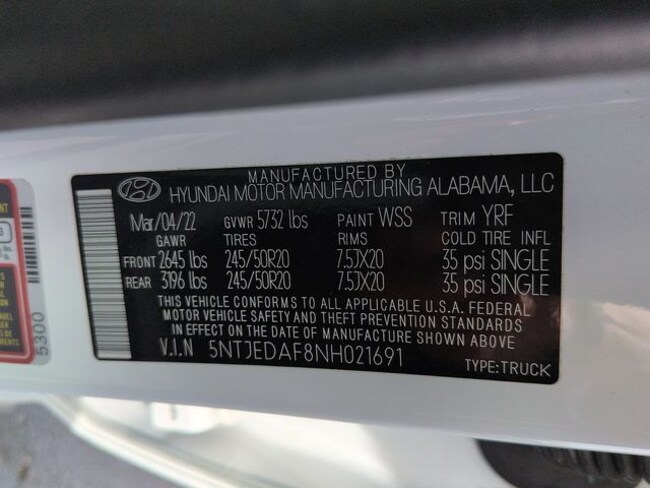 MANUFACTURED BY
HYUNDAI MOTOR MANUFACTURING ALABAMA, LLC
Mar/04/22 GVWR 5732 lbs PAINT WSS TRIM YRF
GAWR TIRES RIMS COLD TIRE INFL
FRONT 2645 lbs 245/50R20 7.5JX20 35 psi SINGLE
REAR 3196 lbs 245/50R20 7.5JX20 35 psi SINGLE
THIS VEHICLE CONFORMS TO ALL APPLICABLE U.S.A. FEDERAL
MOTOR VEHICLE SAFETY AND THEFT PREVENTION STANDARDS
IN EFFECT ON THE DATE OF MANUFACTURE SHOWN ABOVE
V.I.N 5NTJEDAF8NH021691
TYPE:TRUCK
5300